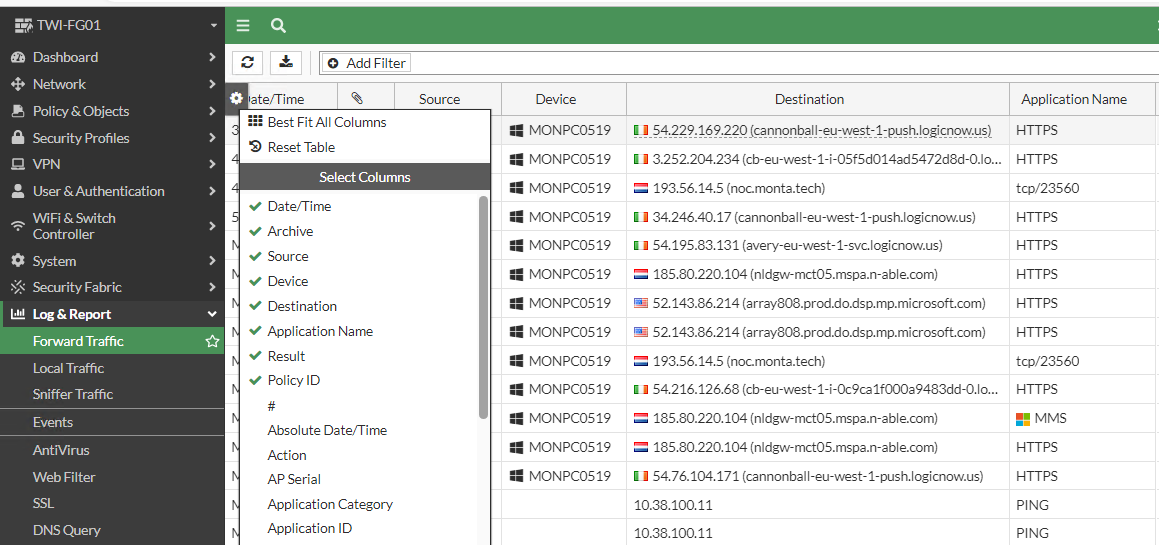 TWI-FG01
Dashboard
Network
Policy & Objects
Security Profiles
VPN
User & Authentication
WiFi & Switch
Controller
System
Security Fabric
Log & Report
Forward Traffic
Local Traffic
Sniffer Traffic
Events
AntiVirus
Web Filter
SSL
DNS Query
Add Filter
Date/Time Source Device Destination Application Name
Best Fit All Columns
Reset Table
Select Columns
Date/Time
Archive
Source
Device
Destination
Application Name
Result
Policy ID
#
Absolute Date/Time
Action
AP Serial
Application Category
Application ID
MONPC0519 54.229.169.220 (cannonball-eu-west-1-push.logicnow.us) HTTPS
MONPC0519 3.252.204.234 (cb-eu-west-1-i-05f5d014ad5472d8d-0.lo... HTTPS
MONPC0519 193.56.14.5 (noc.monta.tech) tcp/23560
MONPC0519 34.246.40.17 (cannonball-eu-west-1-push.logicnow.us) HTTPS
MONPC0519 54.195.83.131 (avery-eu-west-1-svc.logicnow.us) HTTPS
MONPC0519 185.80.220.104 (nldgw-mct05.mspa.n-able.com) HTTPS
MONPC0519 52.143.86.214 (array808.prod.do.dsp.mp.microsoft.com) HTTPS
MONPC0519 52.143.86.214 (array808.prod.do.dsp.mp.microsoft.com) HTTPS
MONPC0519 193.56.14.5 (noc.monta.tech) tcp/23560
MONPC0519 54.216.126.68 (cb-eu-west-1-i-0c9ca1f000a9483dd-0.lo... HTTPS
MONPC0519 185.80.220.104 (nldgw-mct05.mspa.n-able.com) MMS
MONPC0519 185.80.220.104 (nldgw-mct05.mspa.n-able.com) HTTPS
MONPC0519 54.76.104.171 (cannonball-eu-west-1-push.logicnow.us) HTTPS
10.38.100.11 PING
10.38.100.11 PING